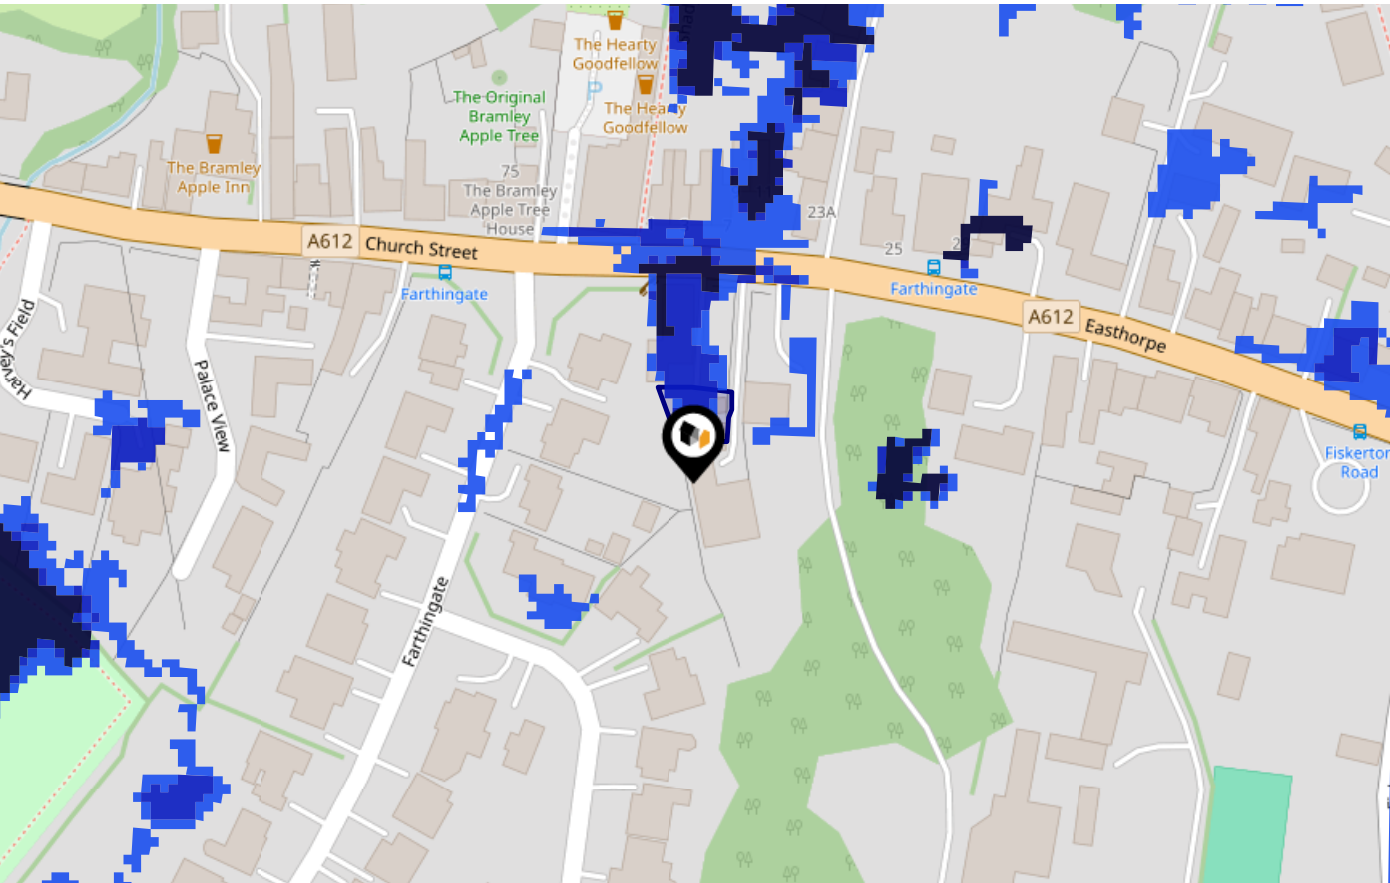 The Hearty
Goodfellow
The Hearty
Goodfellow
P
The Original
Bramley
Apple Tree
The Bramley
Apple Inn
75
The Bramley
Apple Tree
House
23A
25
A612
Church Street
Farthingate
Farthingate
A612
Easthorpe
Harvey's Field
Palace View
Fiskerton
Road
Farthingate